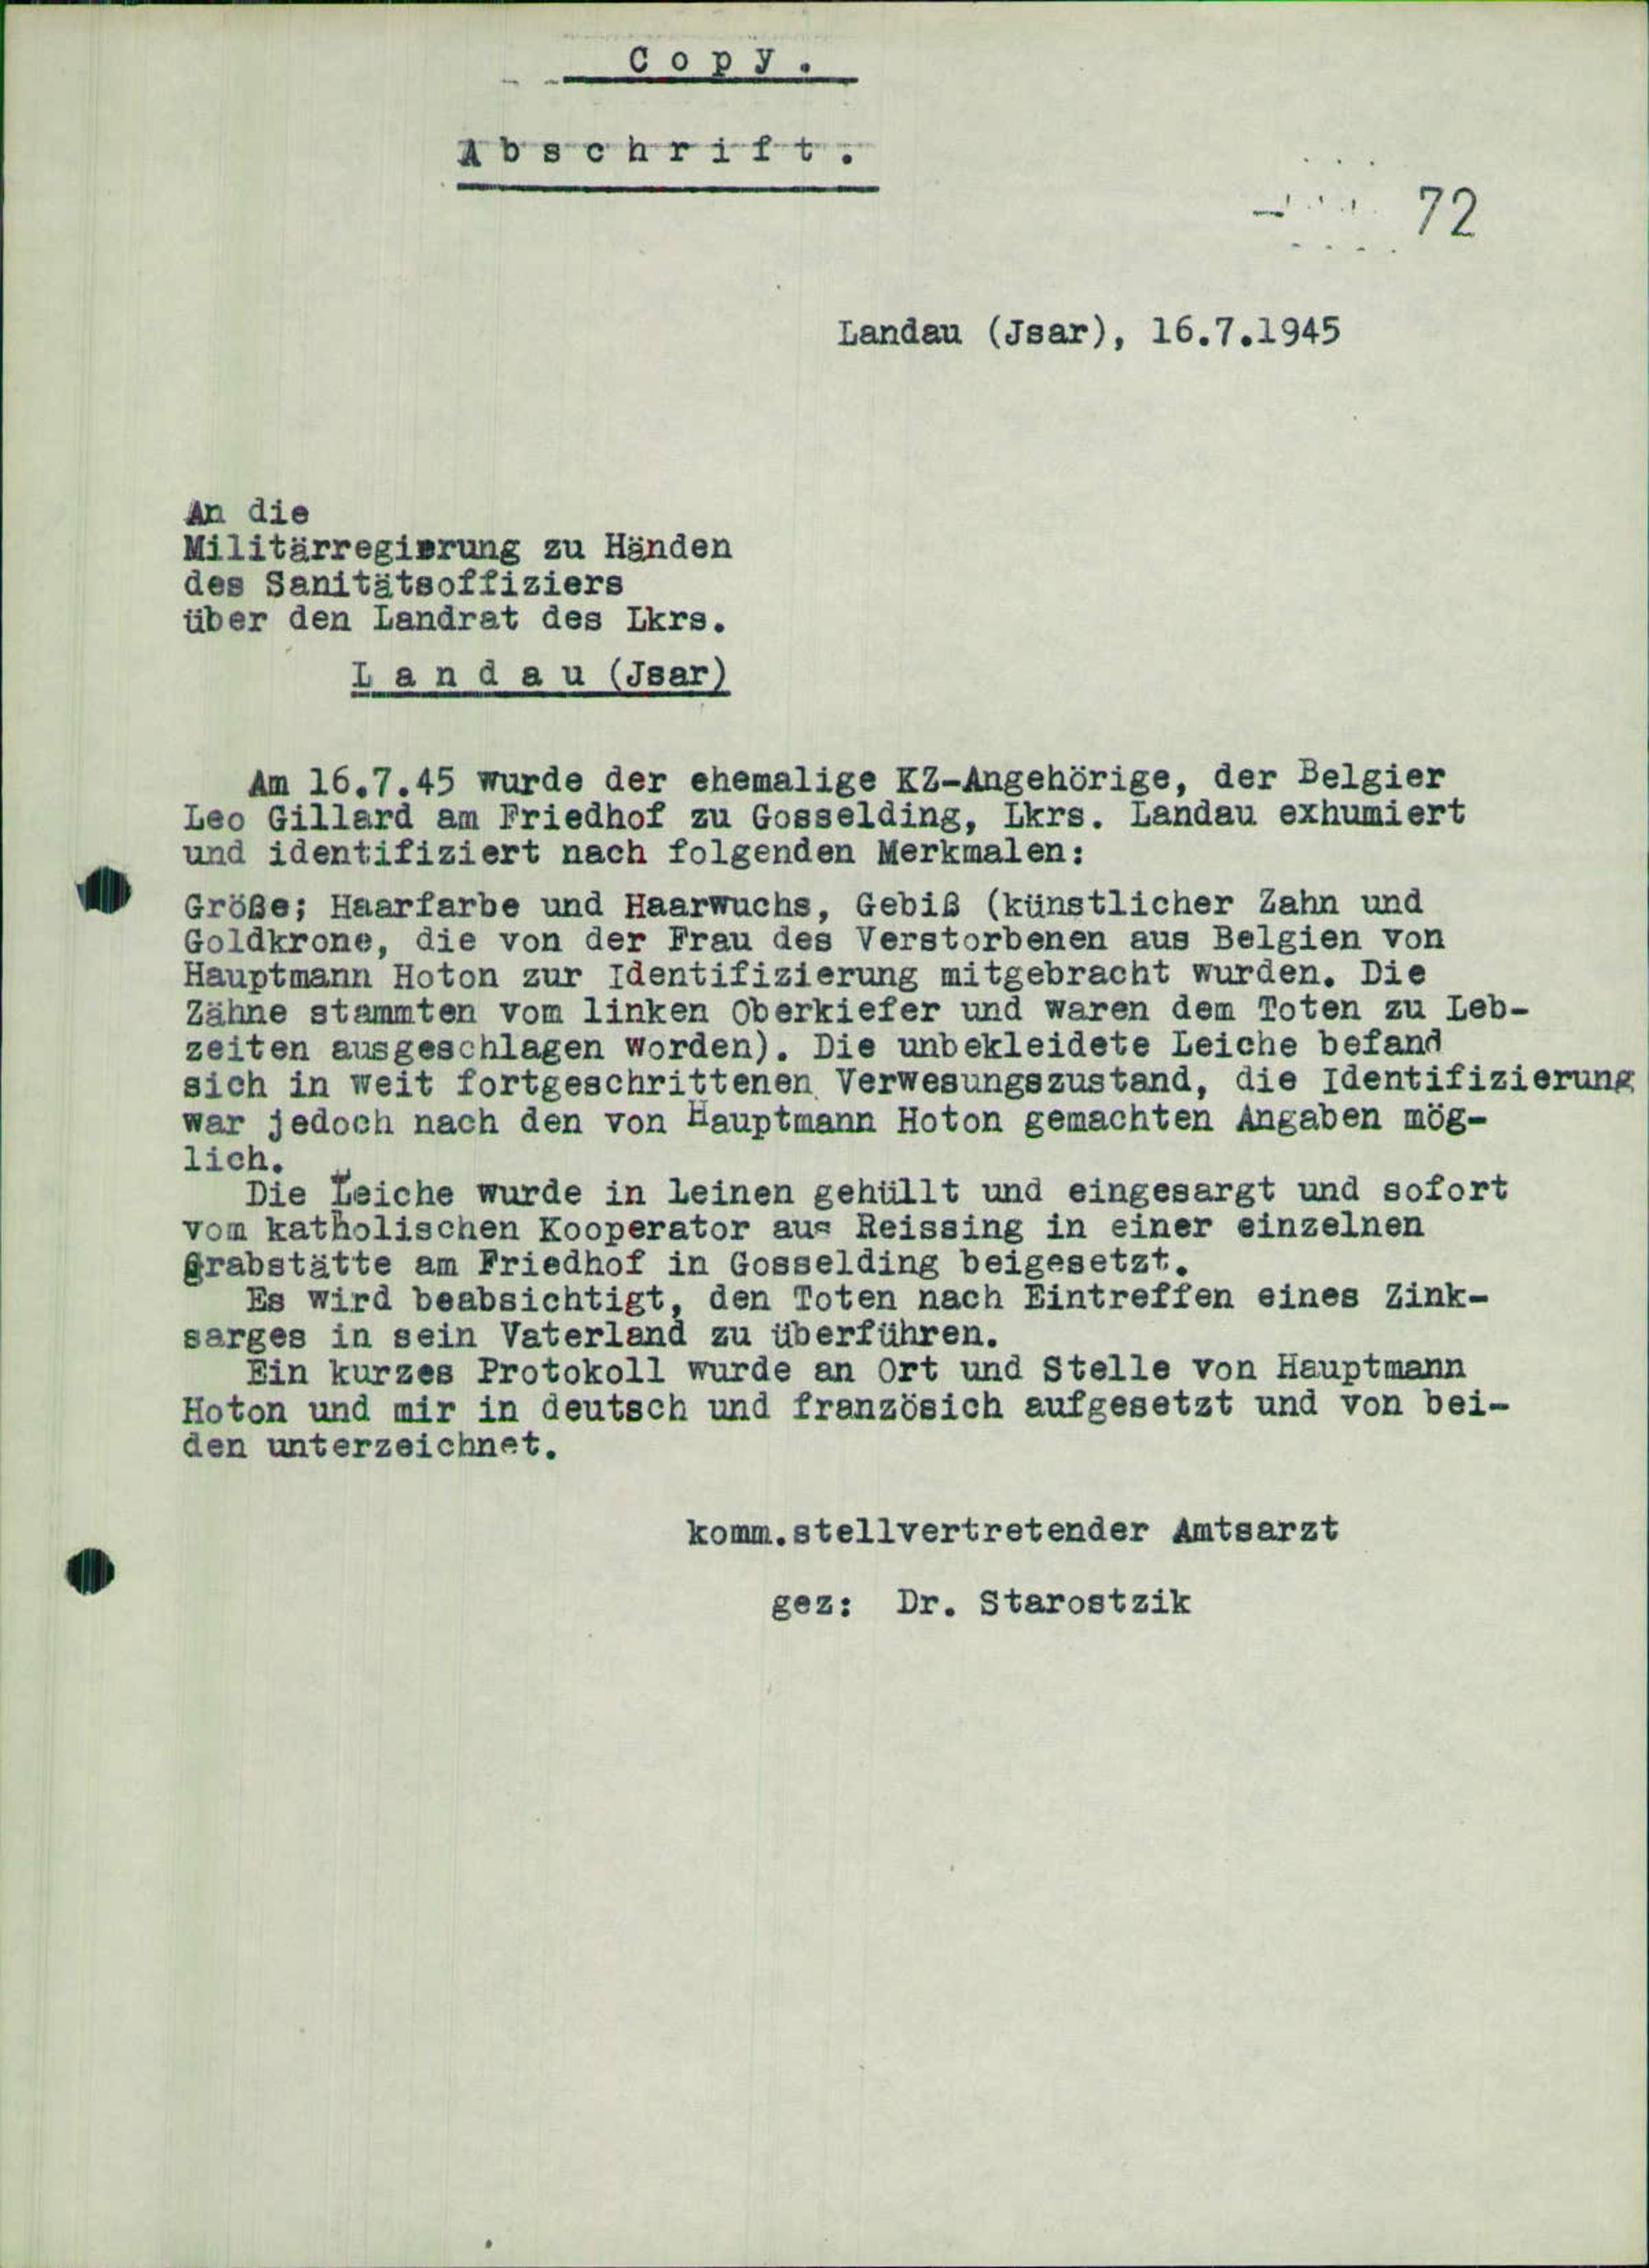 C o p y .
A b s c h r i f t .
72
Landau (Jsar), 16.7.1945
An die
Militärregierung zu Händen
des Sanitätsoffiziers
über den Landrat des Lkrs.
L a n d a u (Jsar)
Am 16.7.45 wurde der ehemalige KZ-Angehörige, der Belgier
Leo Gillard am Friedhof zu Gosselding, Lkrs. Landau exhumiert
und identifiziert nach folgenden Merkmalen:
Größe; Haarfarbe und Haarwuchs, Gebiß (künstlicher Zahn und
Goldkrone, die von der Frau des Verstorbenen aus Belgien von
Hauptmann Hoton zur Identifizierung mitgebracht wurden. Die
Zähne stammten vom linken Oberkiefer und waren dem Toten zu Leb-
zeiten ausgeschlagen worden). Die unbekleidete Leiche befand
sich in weit fortgeschrittenen Verwesungszustand, die Identifizierung
war jedoch nach den von Hauptmann Hoton gemachten Angaben mög-
lich.
Die Leiche wurde in Leinen gehüllt und eingesargt und sofort
vom katholischen Kooperator aus Reissing in einer einzelnen
Grabstätte am Friedhof in Gosselding beigesetzt.
Es wird beabsichtigt, den Toten nach Eintreffen eines Zink-
sarges in sein Vaterland zu überführen.
Ein kurzes Protokoll wurde an Ort und Stelle von Hauptmann
Hoton und mir in deutsch und französich aufgesetzt und von bei-
den unterzeichnet.
komm.stellvertretender Amtsarzt
gez: Dr. Starostzik